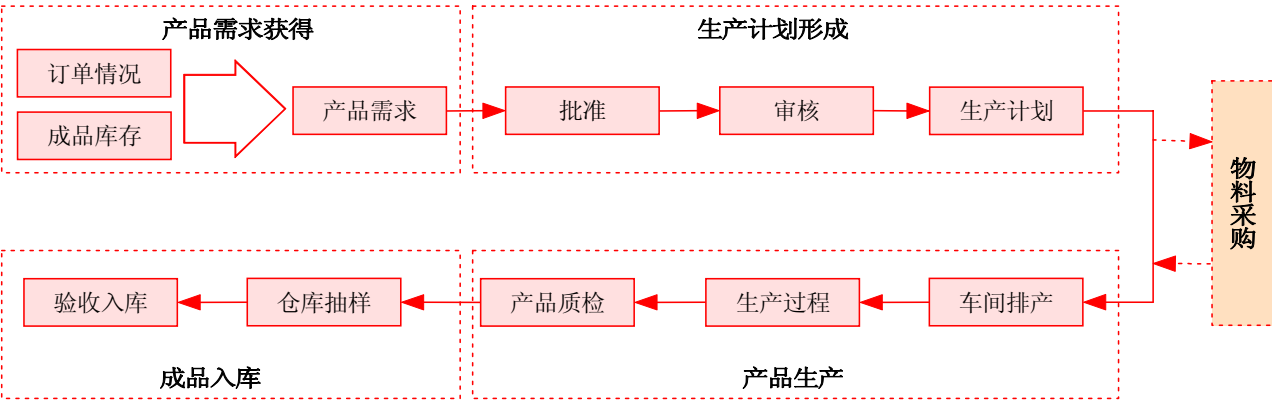 产品需求获得
订单情况
成品库存
产品需求
生产计划形成
批准
审核
生产计划
物料采购
验收入库
仓库抽样
产品质检
生产过程
车间排产
成品入库
产品生产